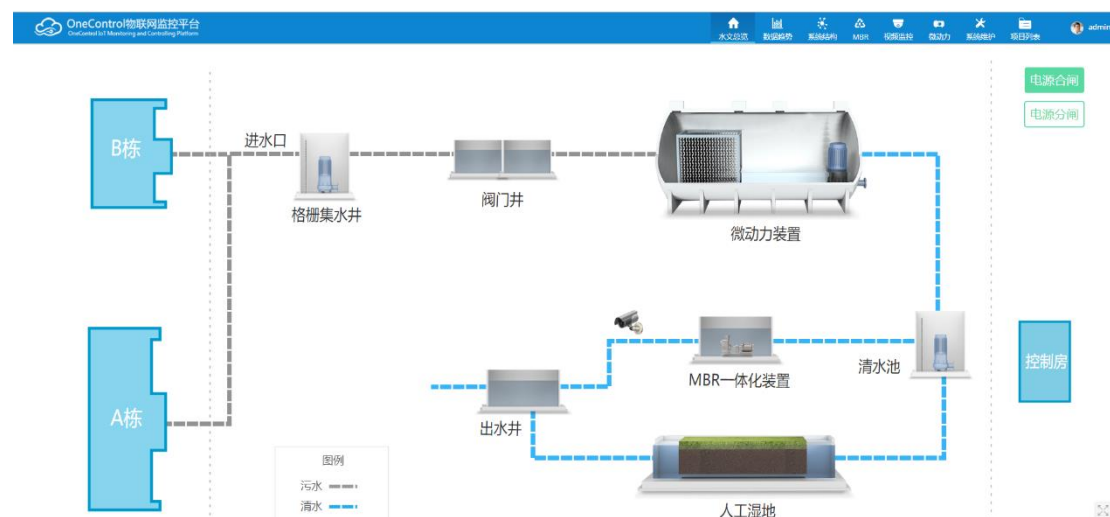 OneControl物联网监控平台
OneControl IoT Monitoring and Controlling Platform
水文总览 数据趋势 系统结构 MBR 视频监控 微动力 系统维护 项目列表 admin
电源合闸
电源分闸
B栋
进水口
格栅集水井
阀门井
微动力装置
MBR一体化装置
清水池
控制房
A栋
出水井
人工湿地
图例
污水
清水